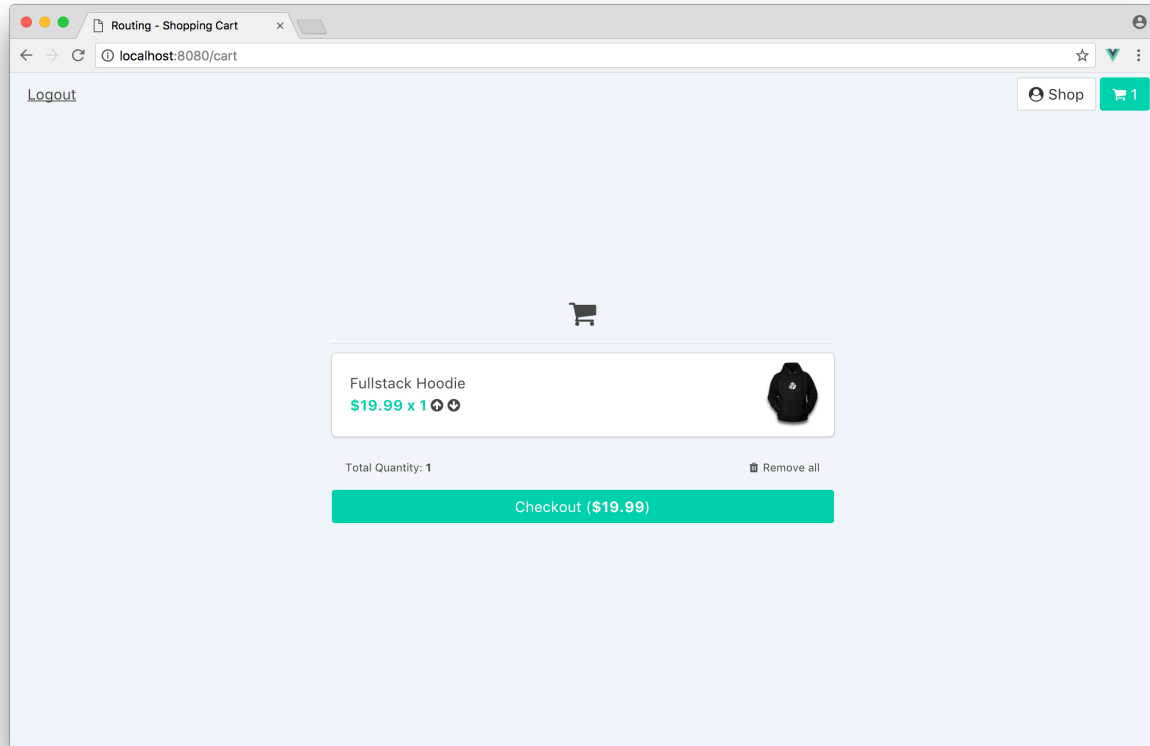 Routing - Shopping Cart
localhost:8080/cart
Logout
Shop
1
Fullstack Hoodie
$19.99 x 1
Total Quantity: 1
Remove all
Checkout ($19.99)